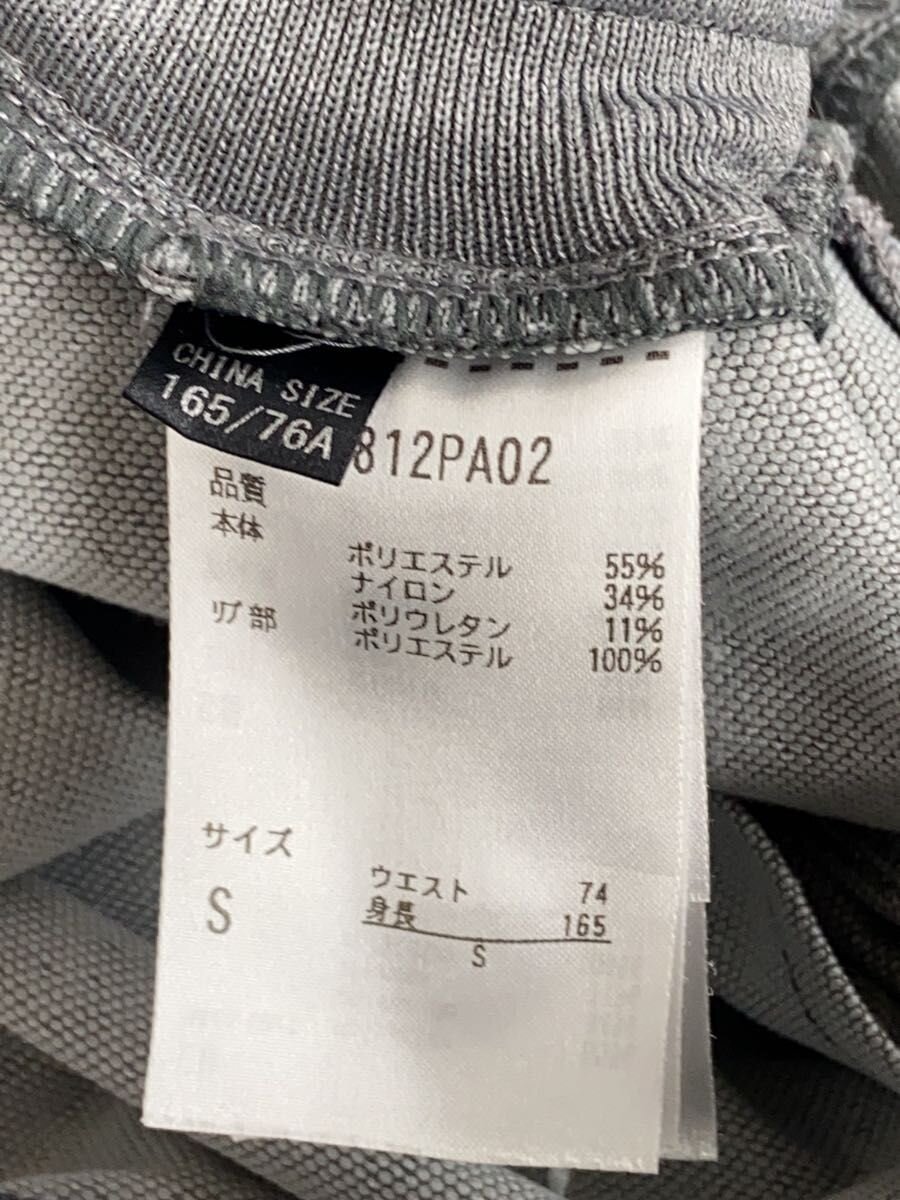 CHINA SIZE
165/76A
812PA02
品質
本体
ポリエステル 55%
ナイロン 34%
ポリウレタン 11%
リブ部 ポリエステル 100%
サイズ
S
ウエスト 74
身長 165
S